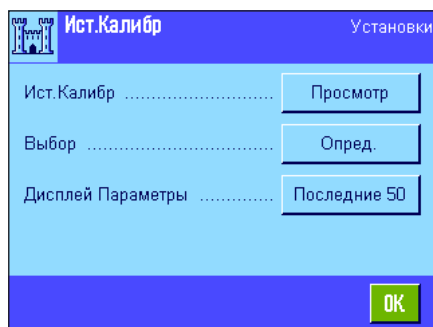 Ист.Калибр Установки
Ист.Калибр ........................ Просмотр
Выбор ................................ Опред.
Дисплей Параметры ............ Последние 50
OK